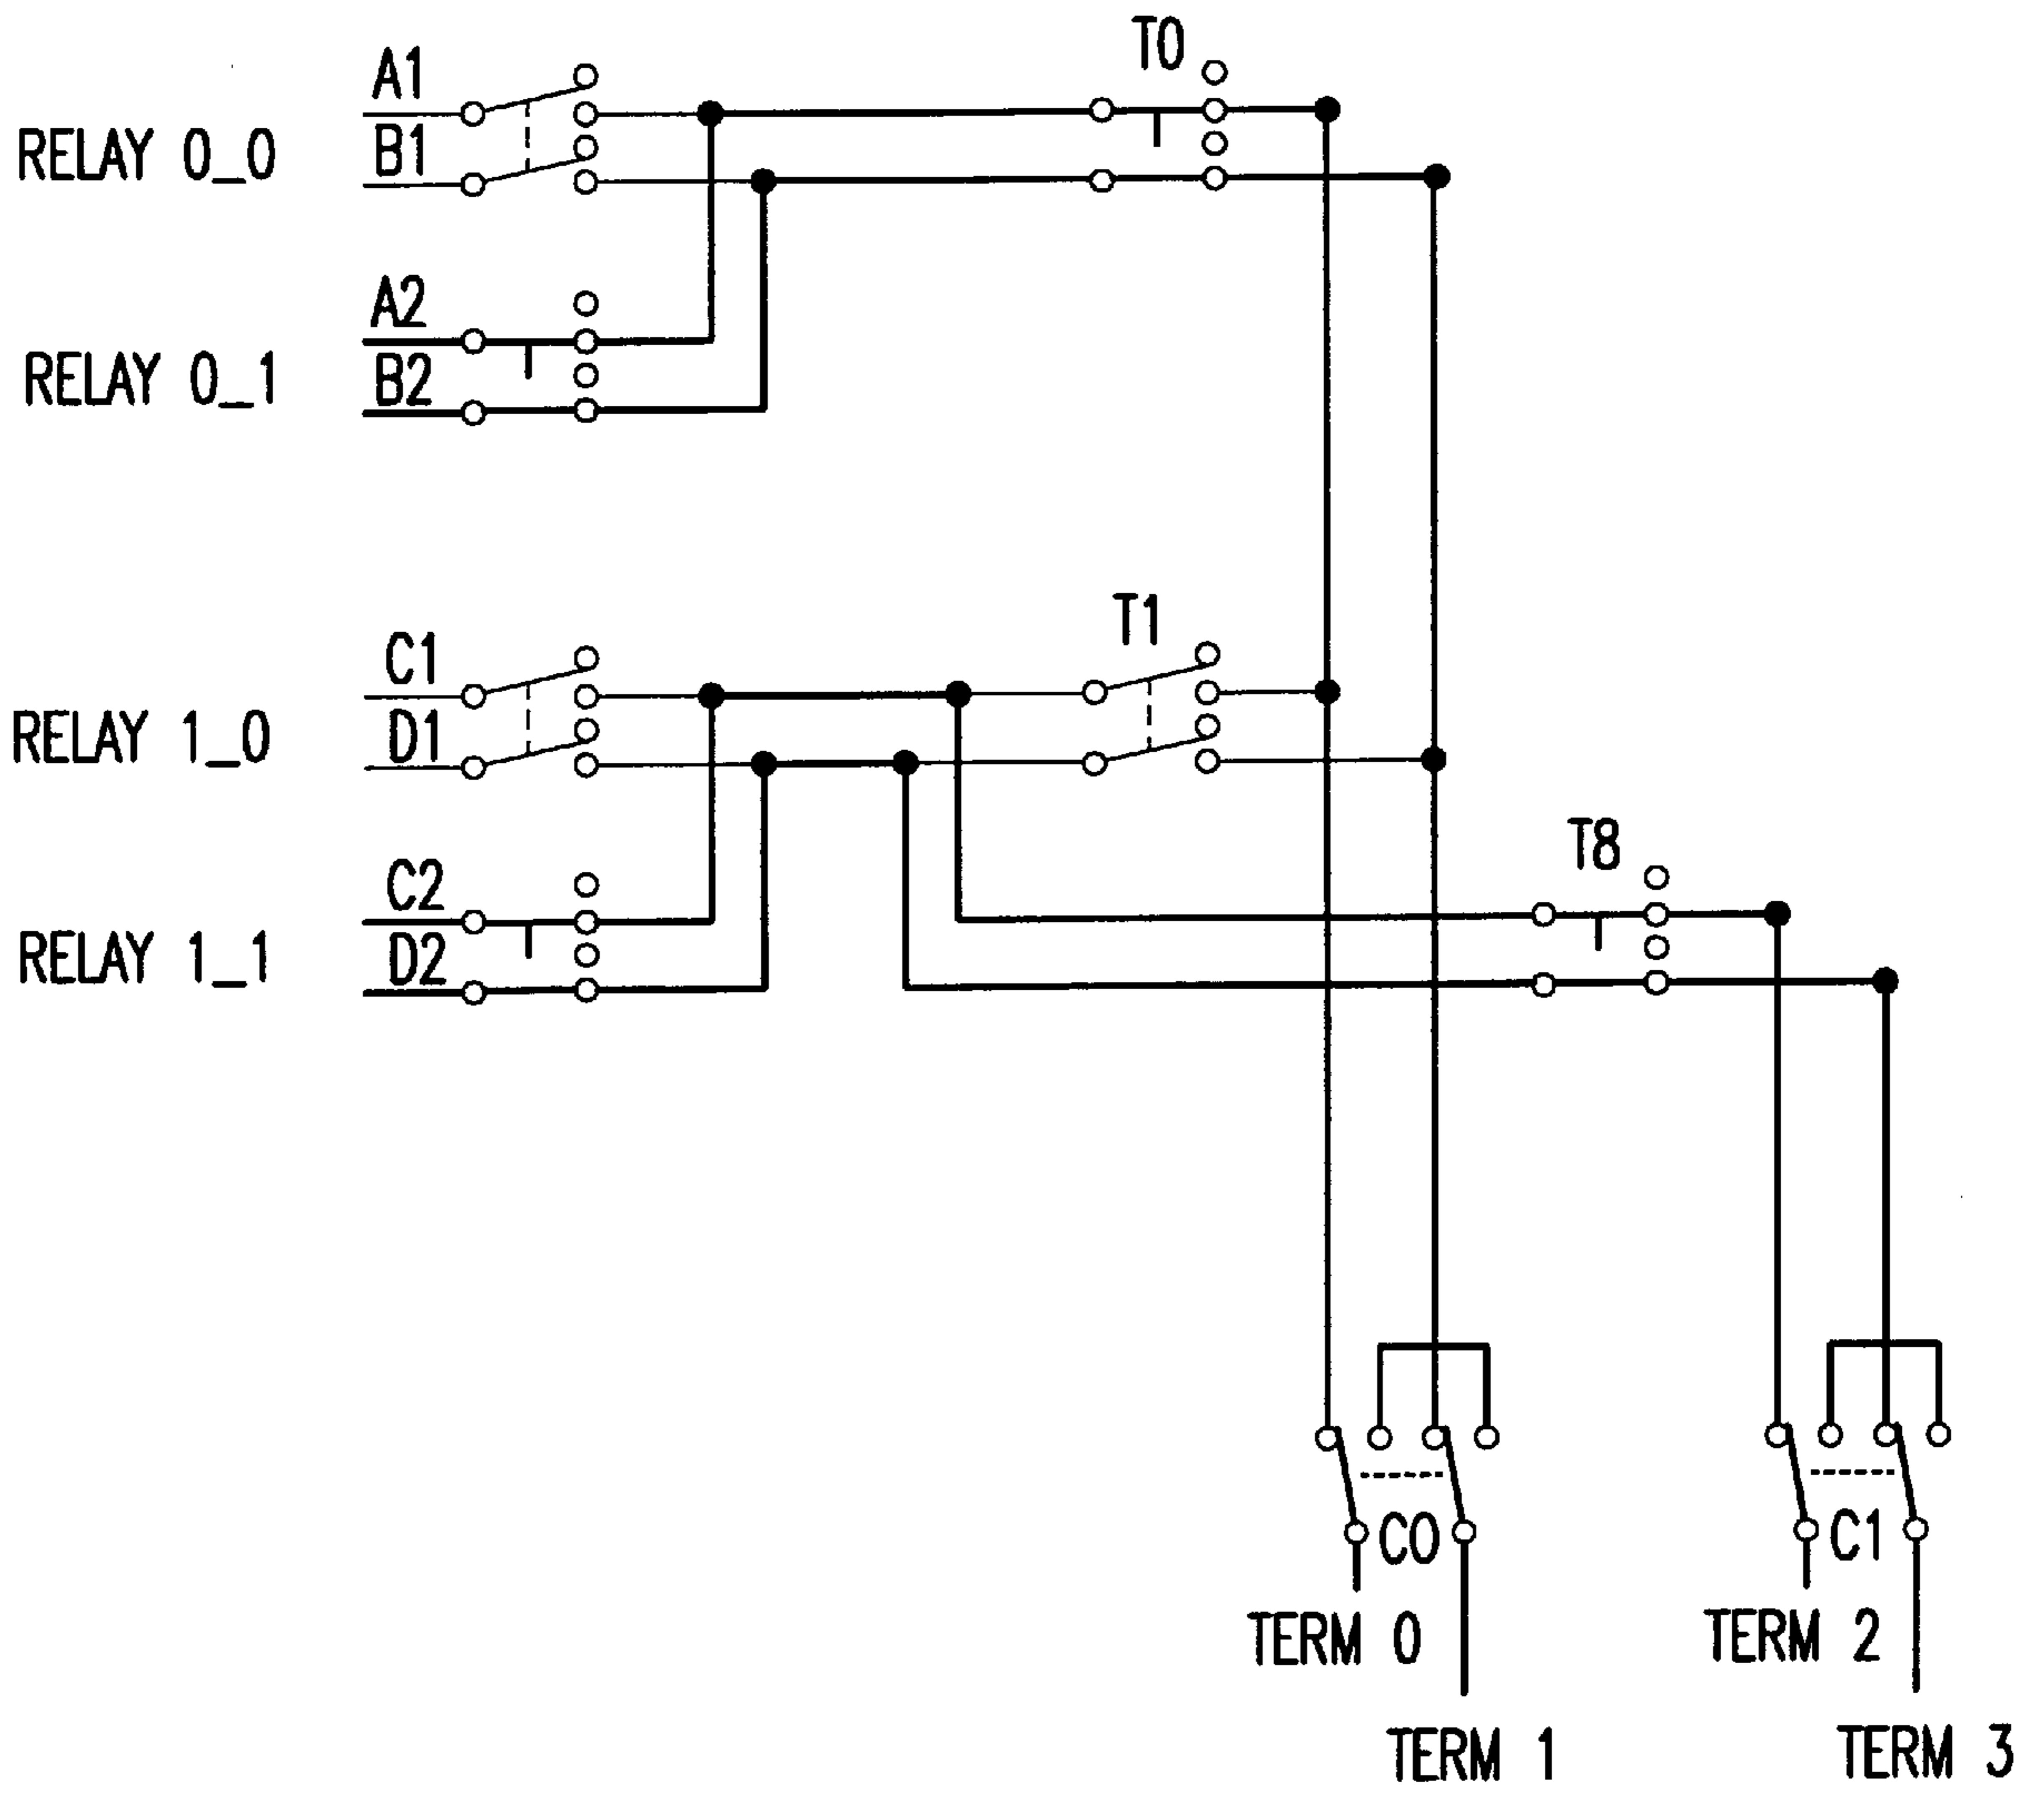 T0
A1
RELAY 0_0
B1
A2
RELAY 0_1
B2
T1
C1
RELAY 1_0
D1
T8
C2
RELAY 1_1
D2
C0
C1
TERM 0
TERM 2
TERM 1
TERM 3